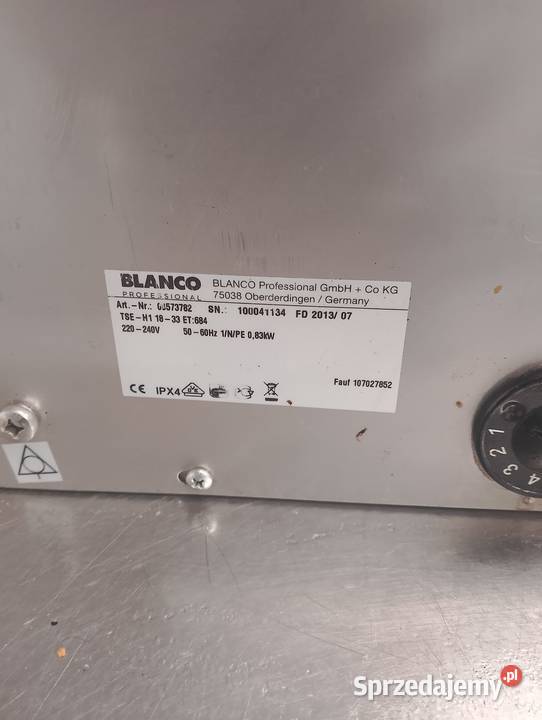 BLANCO
PROFESSIONAL
BLANCO Professional GmbH + Co KG
75038 Oberderdingen / Germany
Art.-Nr.: 00573782 SN.: 100041134 FD 2013/ 07
TSE-H1 18-33 ET:684
220-240V 50-60Hz 1/N/PE 0,83kW
CE IPX4
Fauf 107027852
1
2
3
4
Sprzedajemy.pl